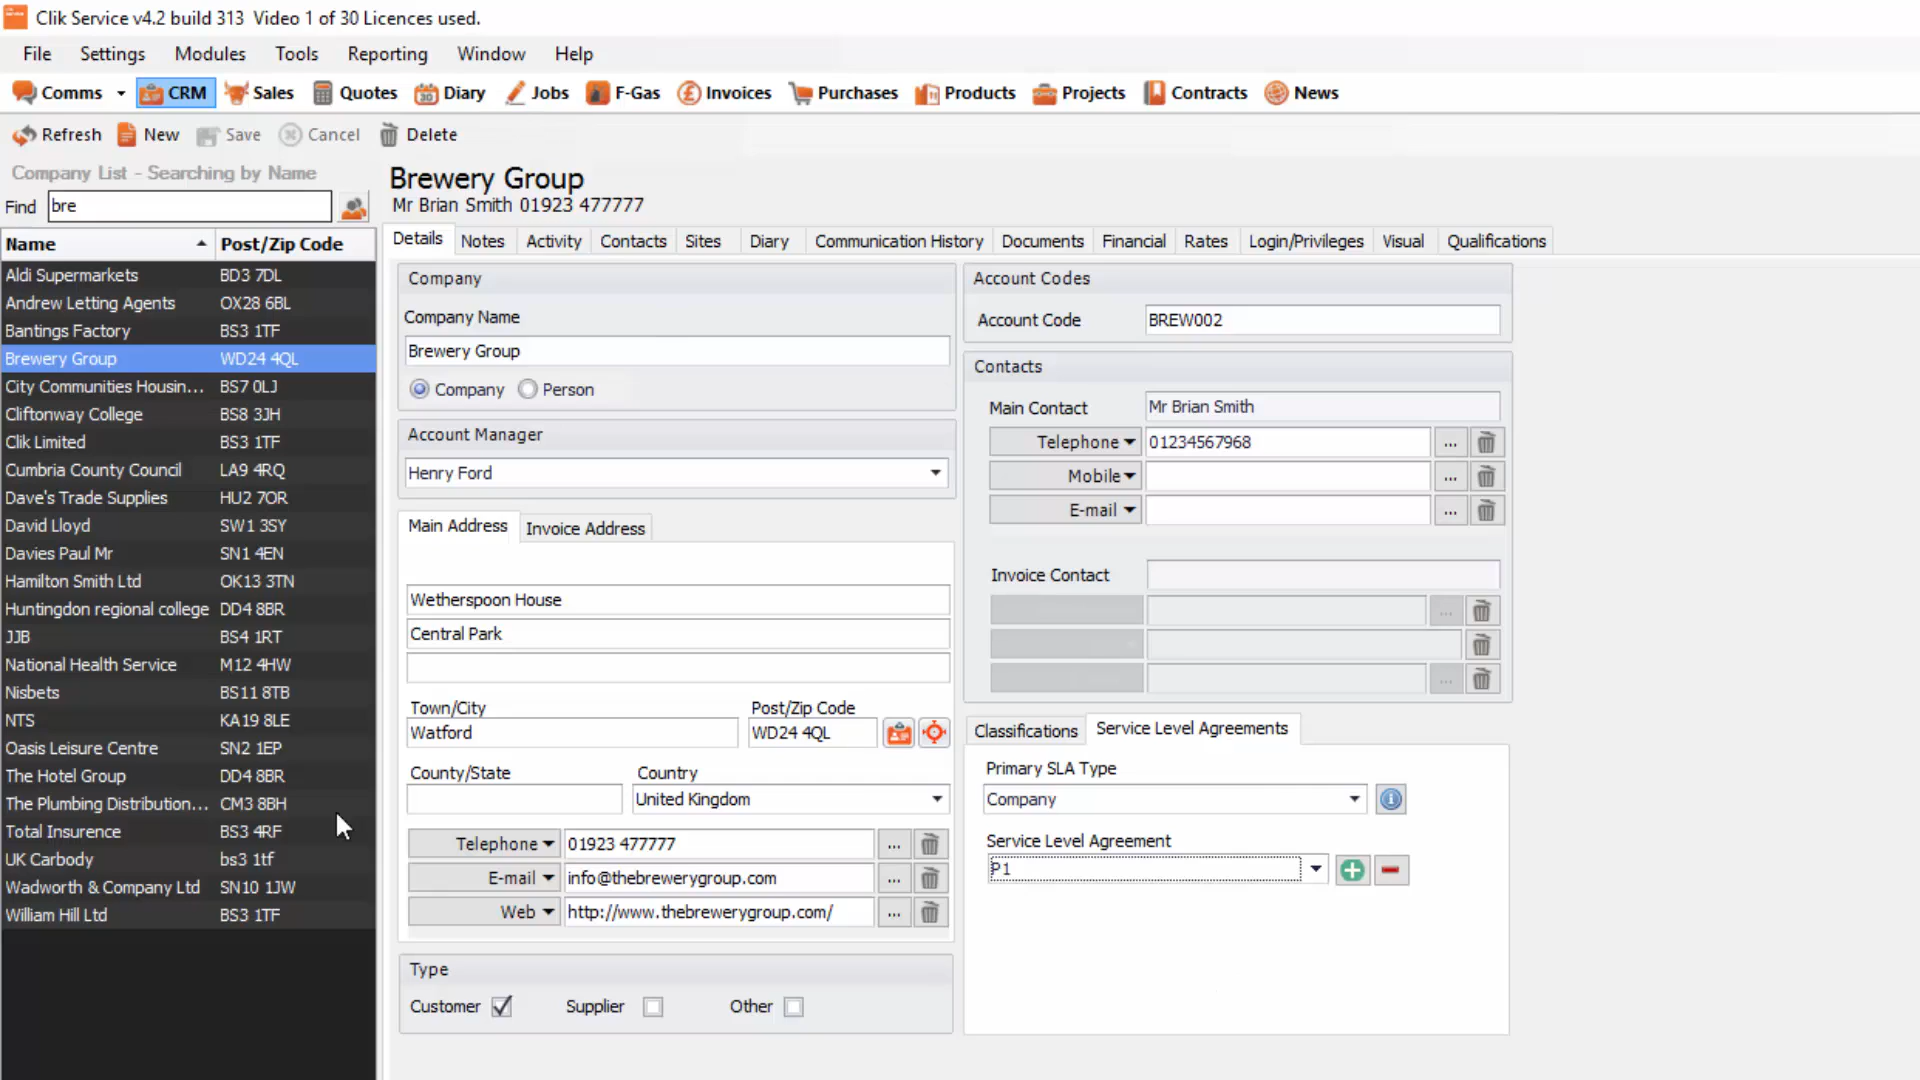 Clik Service v4.2 build 313  Video 1 of 30 Licences used.
File Settings Modules Tools Reporting Window Help
Comms CRM Sales Quotes Diary Jobs F-Gas Invoices Purchases Products Projects Contracts News
Refresh New Save Cancel Delete
Company List - Searching by Name
Find bre
Name Post/Zip Code
Aldi Supermarkets BD3 7DL
Andrew Letting Agents OX28 6BL
Bantings Factory BS3 1TF
Brewery Group WD24 4QL
City Communities Housin... BS7 0LJ
Cliftonway College BS8 3JH
Clik Limited BS3 1TF
Cumbria County Council LA9 4RQ
Dave's Trade Supplies HU2 7OR
David Lloyd SW1 3SY
Davies Paul Mr SN1 4EN
Hamilton Smith Ltd OK13 3TN
Huntingdon regional college DD4 8BR
JJB BS4 1RT
National Health Service M12 4HW
Nisbets BS11 8TB
NTS KA19 8LE
Oasis Leisure Centre SN2 1EP
The Hotel Group DD4 8BR
The Plumbing Distribution... CM3 8BH
Total Insurence BS3 4RF
UK Carbody bs3 1tf
Wadworth & Company Ltd SN10 1JW
William Hill Ltd BS3 1TF
Brewery Group
Mr Brian Smith 01923 477777
Details Notes Activity Contacts Sites Diary Communication History Documents Financial Rates Login/Privileges Visual Qualifications
Company
Company Name
Brewery Group
Company Person
Account Manager
Henry Ford
Main Address Invoice Address
Wetherspoon House
Central Park
Town/City Post/Zip Code
Watford WD24 4QL
County/State Country
United Kingdom
Telephone 01923 477777 ...
E-mail info@thebrewerygroup.com ...
Web http://www.thebrewerygroup.com/ ...
Type
Customer Supplier Other
Account Codes
Account Code BREW002
Contacts
Main Contact Mr Brian Smith
Telephone 01234567968 ...
Mobile ...
E-mail ...
Invoice Contact
...
...
Classifications Service Level Agreements
Primary SLA Type
Company
Service Level Agreement
P1